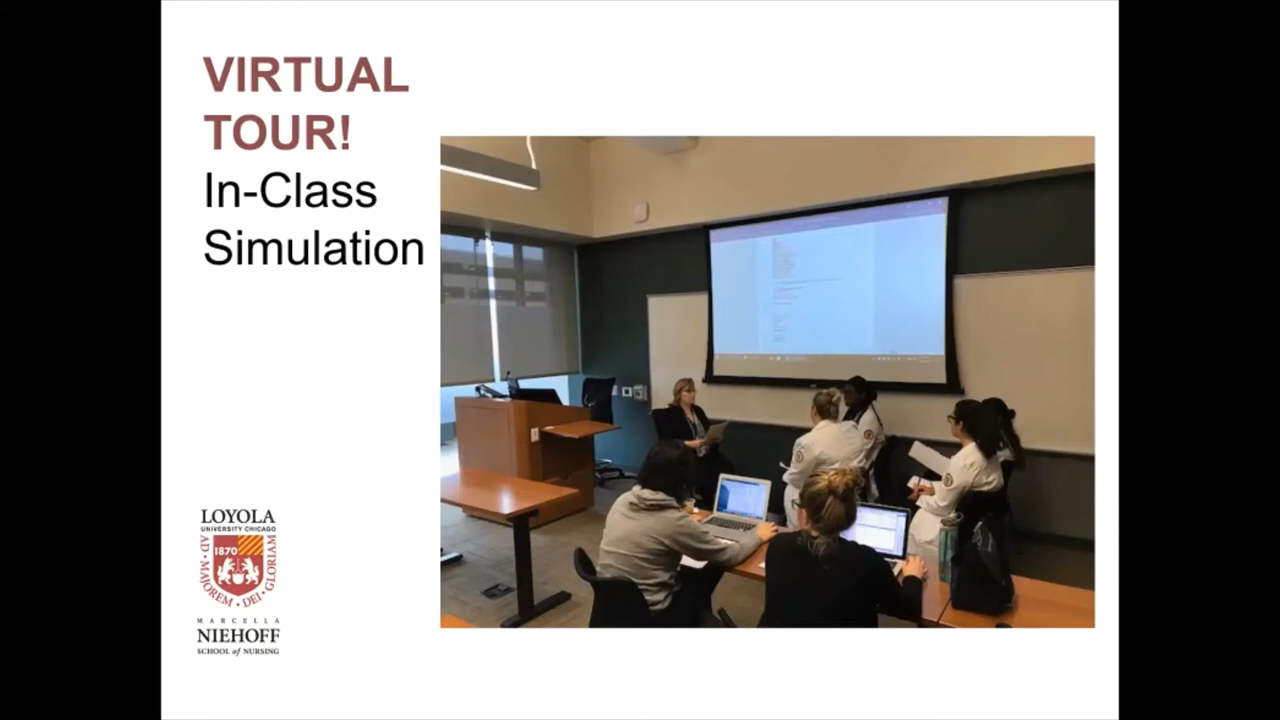 VIRTUAL
TOUR!
In-Class
Simulation
LOYOLA
UNIVERSITY CHICAGO
1870
AD • MAJOREM • DEI • GLORIAM
MARCELLA
NIEHOFF
SCHOOL of NURSING